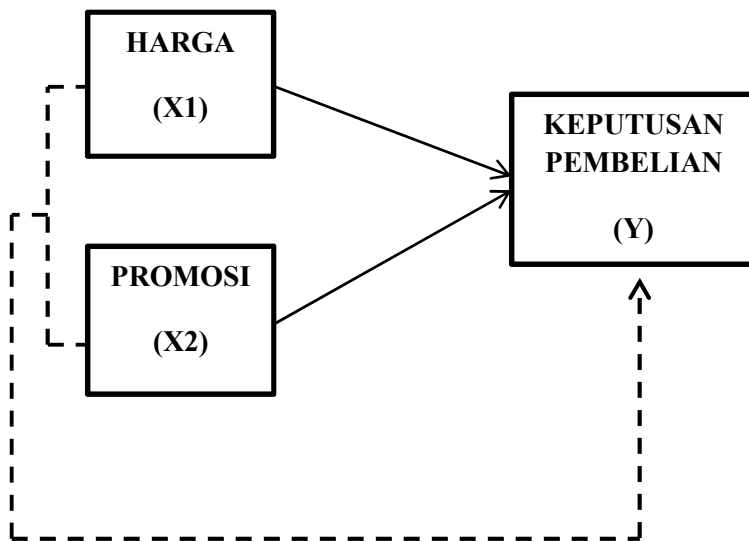 HARGA
(X1)
KEPUTUSAN
PEMBELIAN
(Y)
PROMOSI
(X2)